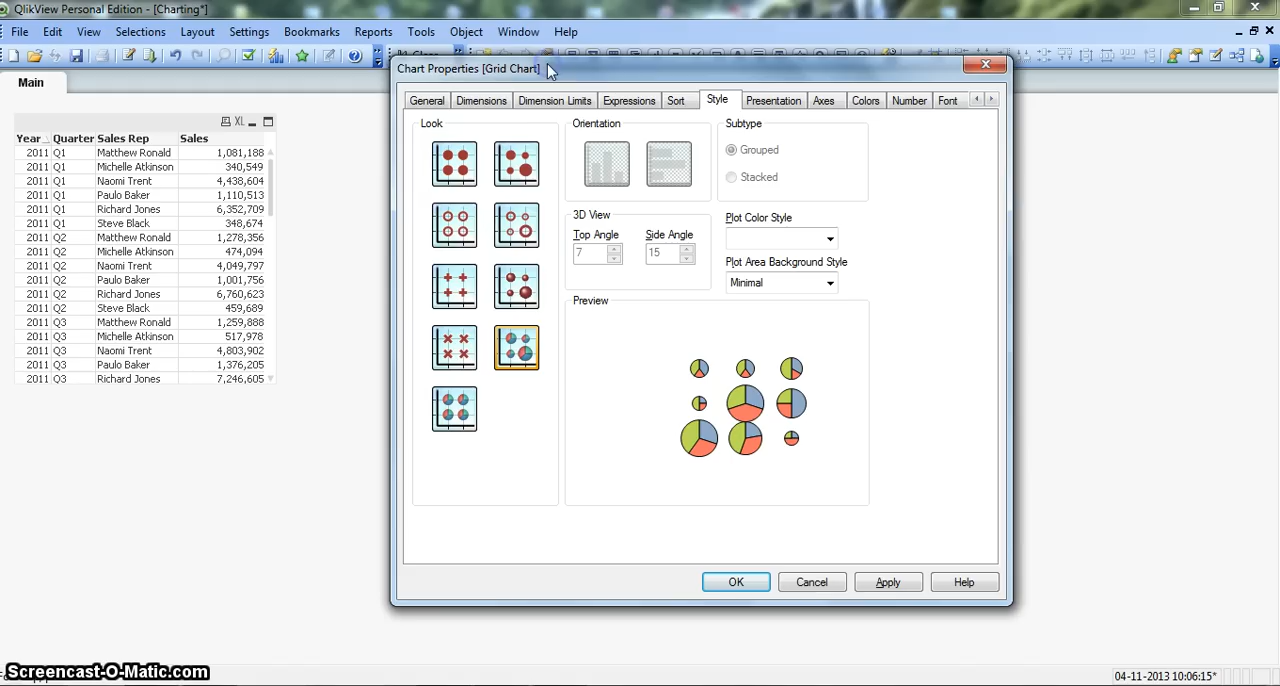 QlikView Personal Edition - [Charting*]
File Edit View Selections Layout Settings Bookmarks Reports Tools Object Window Help
Main
Chart Properties [Grid Chart]
General Dimensions Dimension Limits Expressions Sort Style Presentation Axes Colors Number Font
Look
Orientation
Subtype
Grouped
Stacked
3D View
Top Angle Side Angle
7 15
Plot Color Style
Plot Area Background Style
Minimal
Preview
OK Cancel Apply Help
XL
Year Quarter Sales Rep Sales
2011 Q1 Matthew Ronald 1,081,188
2011 Q1 Michelle Atkinson 340,549
2011 Q1 Naomi Trent 4,438,604
2011 Q1 Paulo Baker 1,110,513
2011 Q1 Richard Jones 6,352,709
2011 Q1 Steve Black 348,674
2011 Q2 Matthew Ronald 1,278,356
2011 Q2 Michelle Atkinson 474,094
2011 Q2 Naomi Trent 4,049,797
2011 Q2 Paulo Baker 1,001,756
2011 Q2 Richard Jones 6,760,623
2011 Q2 Steve Black 459,689
2011 Q3 Matthew Ronald 1,259,888
2011 Q3 Michelle Atkinson 517,978
2011 Q3 Naomi Trent 4,803,902
2011 Q3 Paulo Baker 1,376,205
2011 Q3 Richard Jones 7,246,605
Screencast-O-Matic.com
04-11-2013 10:06:15*